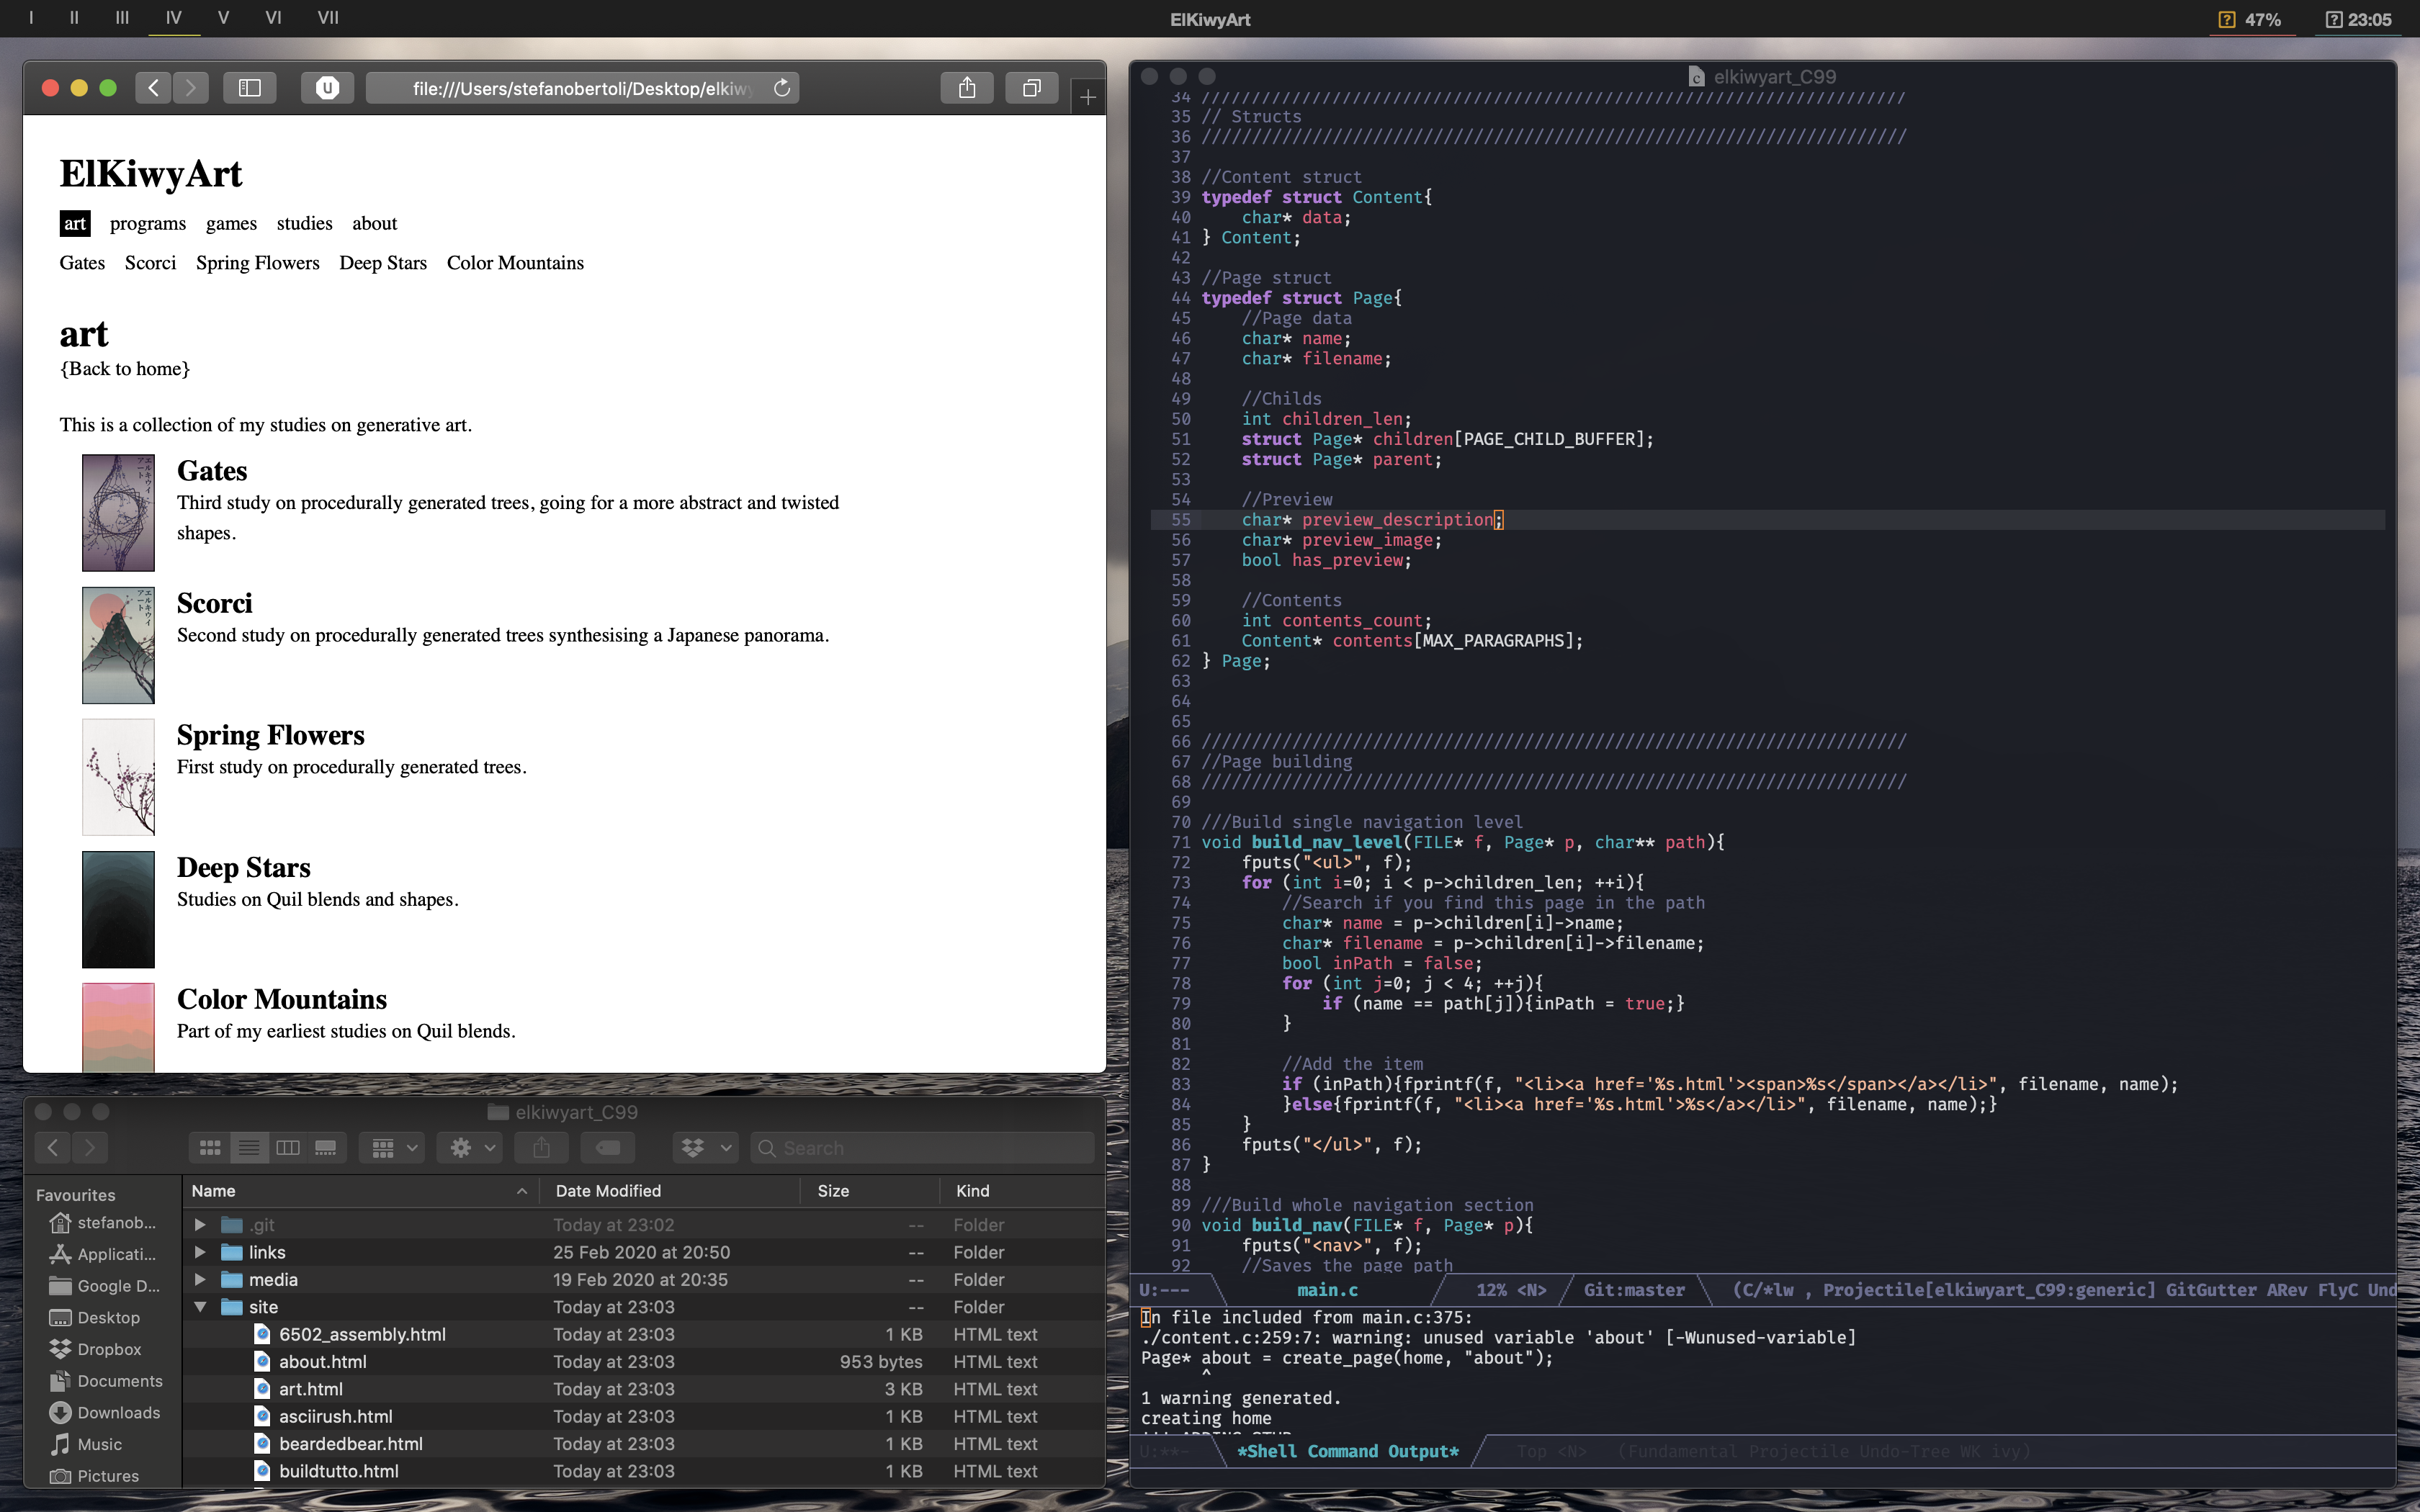 I II III IV V VI VII
ElKiwyArt
47% 23:05
file:///Users/stefanobertoli/Desktop/elkiw
ElKiwyArt
art programs games studies about
Gates Scorci Spring Flowers Deep Stars Color Mountains
art
{Back to home}
This is a collection of my studies on generative art.
エルキウイアート
Gates
Third study on procedurally generated trees, going for a more abstract and twisted
shapes.
エルキウイアート
Scorci
Second study on procedurally generated trees synthesising a Japanese panorama.
Spring Flowers
First study on procedurally generated trees.
Deep Stars
Studies on Quil blends and shapes.
Color Mountains
Part of my earliest studies on Quil blends.
elkiwyart_C99
Search
Favourites
stefanob...
Applicati...
Google D...
Desktop
Dropbox
Documents
Downloads
Music
Pictures
Name Date Modified Size Kind
.git Today at 23:02 -- Folder
links 25 Feb 2020 at 20:50 -- Folder
media 19 Feb 2020 at 20:35 -- Folder
site Today at 23:03 -- Folder
6502_assembly.html Today at 23:03 1 KB HTML text
about.html Today at 23:03 953 bytes HTML text
art.html Today at 23:03 3 KB HTML text
asciirush.html Today at 23:03 1 KB HTML text
beardedbear.html Today at 23:03 1 KB HTML text
buildtutto.html Today at 23:03 1 KB HTML text
elkiwyart_C99
34 //////////////////////////////////////////////////////////////////////
35 // Structs
36 //////////////////////////////////////////////////////////////////////
37
38 //Content struct
39 typedef struct Content{
40     char* data;
41 } Content;
42
43 //Page struct
44 typedef struct Page{
45     //Page data
46     char* name;
47     char* filename;
48
49     //Childs
50     int children_len;
51     struct Page* children[PAGE_CHILD_BUFFER];
52     struct Page* parent;
53
54     //Preview
55     char* preview_description;
56     char* preview_image;
57     bool has_preview;
58
59     //Contents
60     int contents_count;
61     Content* contents[MAX_PARAGRAPHS];
62 } Page;
63
64
65
66 //////////////////////////////////////////////////////////////////////
67 //Page building
68 //////////////////////////////////////////////////////////////////////
69
70 ///Build single navigation level
71 void build_nav_level(FILE* f, Page* p, char** path){
72     fputs("<ul>", f);
73     for (int i=0; i < p->children_len; ++i){
74         //Search if you find this page in the path
75         char* name = p->children[i]->name;
76         char* filename = p->children[i]->filename;
77         bool inPath = false;
78         for (int j=0; j < 4; ++j){
79             if (name == path[j]){inPath = true;}
80         }
81
82         //Add the item
83         if (inPath){fprintf(f, "<li><a href='%s.html'><span>%s</span></a></li>", filename, name);
84         }else{fprintf(f, "<li><a href='%s.html'>%s</a></li>", filename, name);}
85     }
86     fputs("</ul>", f);
87 }
88
89 ///Build whole navigation section
90 void build_nav(FILE* f, Page* p){
91     fputs("<nav>", f);
92     //Saves the page path
U:--- main.c 12% <N> Git:master (C/*lw , Projectile[elkiwyart_C99:generic] GitGutter ARev FlyC Und
In file included from main.c:375:
./content.c:259:7: warning: unused variable 'about' [-Wunused-variable]
Page* about = create_page(home, "about");
^
1 warning generated.
creating home
U:**- *Shell Command Output* Top <N> (Fundamental Projectile Undo-Tree WK ivy)